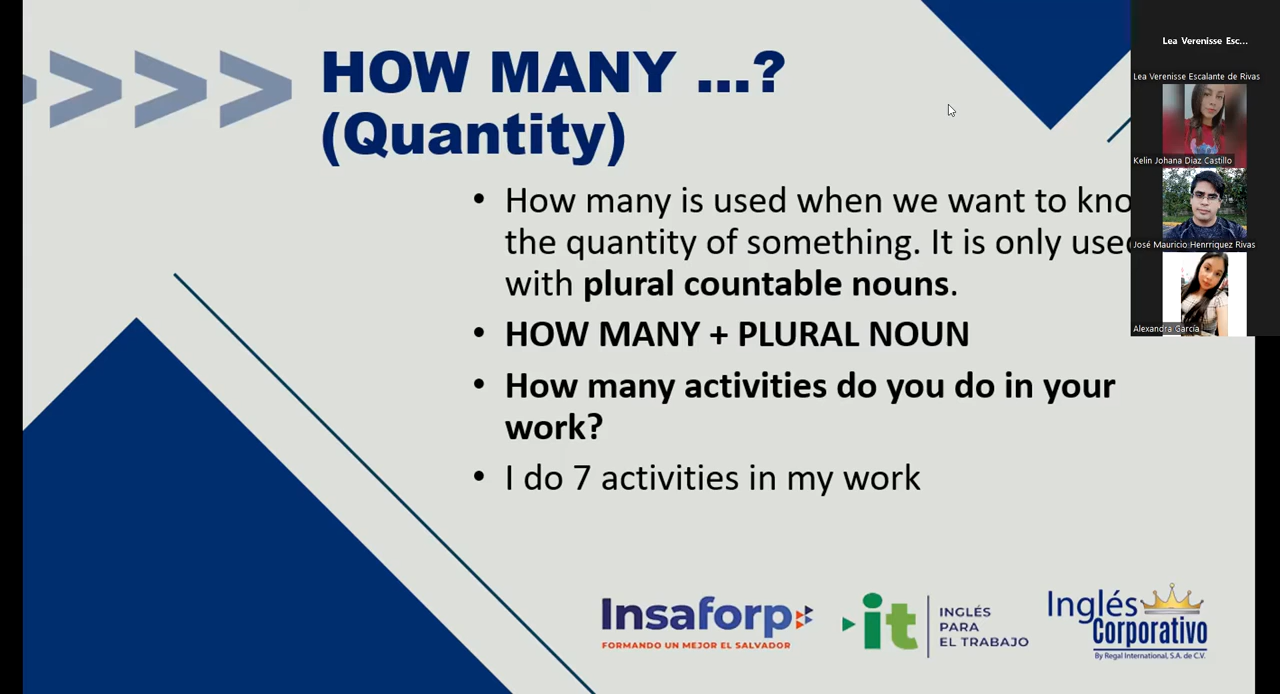 HOW MANY ...?
(Quantity)
• How many is used when we want to kno
the quantity of something. It is only used
with plural countable nouns.
• HOW MANY + PLURAL NOUN
• How many activities do you do in your
work?
• I do 7 activities in my work
Lea Verenisse Esc...
Lea Verenisse Escalante de Rivas
Kelin Johana Diaz Castillo
José Mauricio Henrriquez Rivas
Alexandra García
Insaforp
FORMANDO UN MEJOR EL SALVADOR
it
INGLÉS
PARA
EL TRABAJO
Inglés
Corporativo
By Regal International, S.A. de C.V.